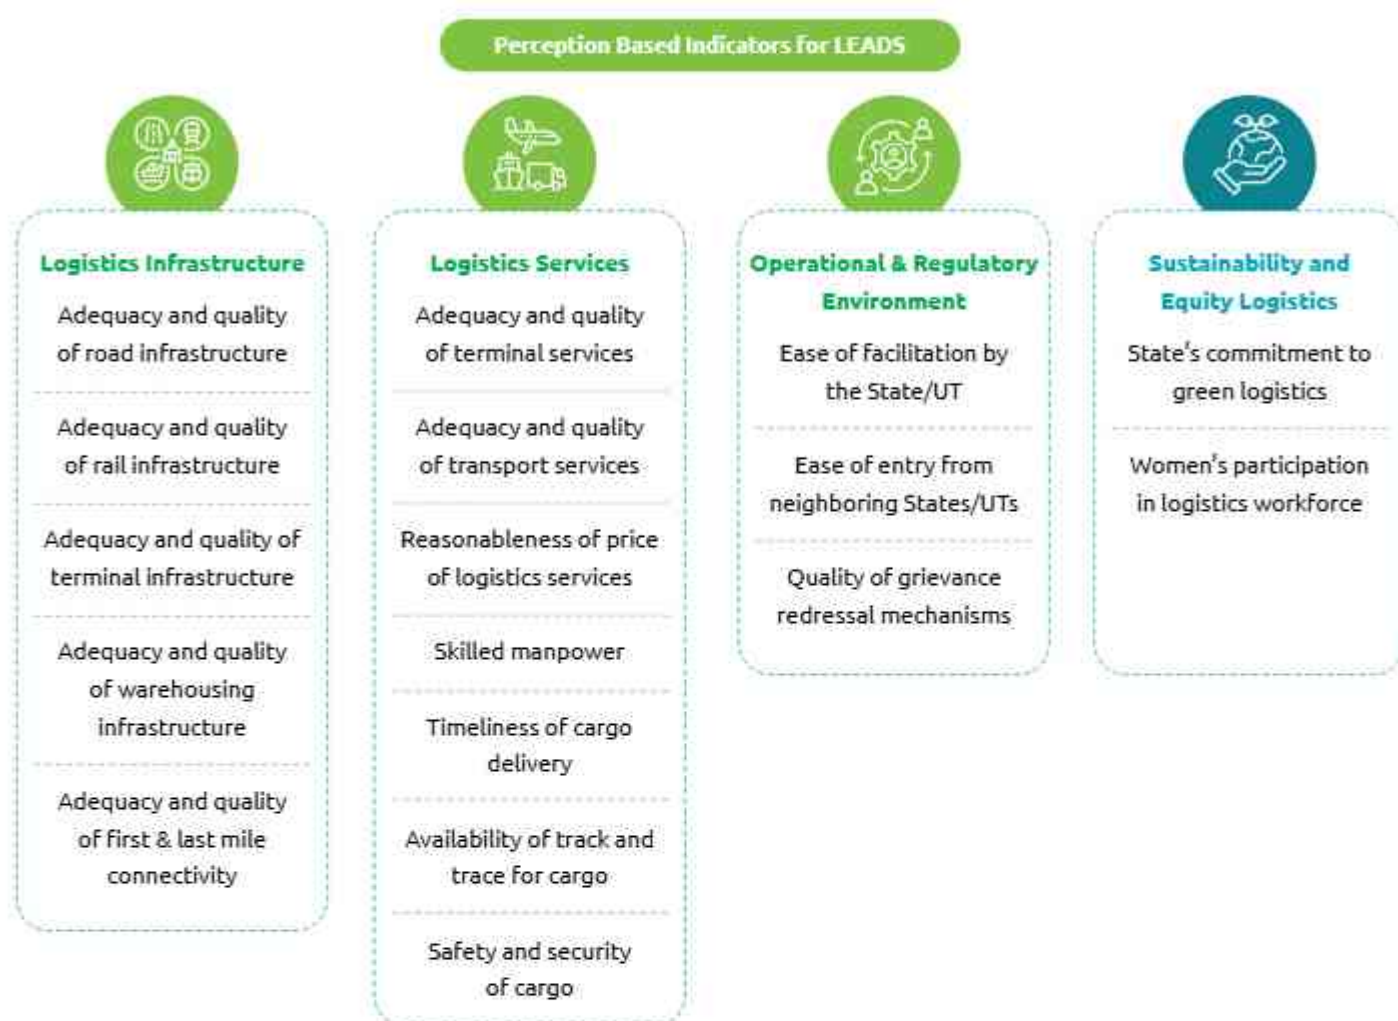 Perception Based Indicators for LEADS
Logistics Infrastructure
Adequacy and quality
of road infrastructure
Adequacy and quality
of rail infrastructure
Adequacy and quality of
terminal infrastructure
Adequacy and quality
of warehousing
infrastructure
Adequacy and quality
of first & last mile
connectivity
Logistics Services
Adequacy and quality
of terminal services
Adequacy and quality
of transport services
Reasonableness of price
of logistics services
Skilled manpower
Timeliness of cargo
delivery
Availability of track and
trace for cargo
Safety and security
of cargo
Operational & Regulatory
Environment
Ease of facilitation by
the State/UT
Ease of entry from
neighboring States/UTs
Quality of grievance
redressal mechanisms
Sustainability and
Equity Logistics
State's commitment to
green logistics
Women's participation
in logistics workforce